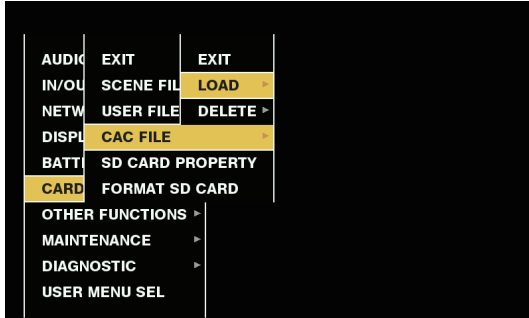 AUDIO EXIT EXIT
IN/OU SCENE FIL LOAD
NETW USER FILE DELETE
DISPL CAC FILE
BATT SD CARD PROPERTY
CARD FORMAT SD CARD
OTHER FUNCTIONS
MAINTENANCE
DIAGNOSTIC
USER MENU SEL